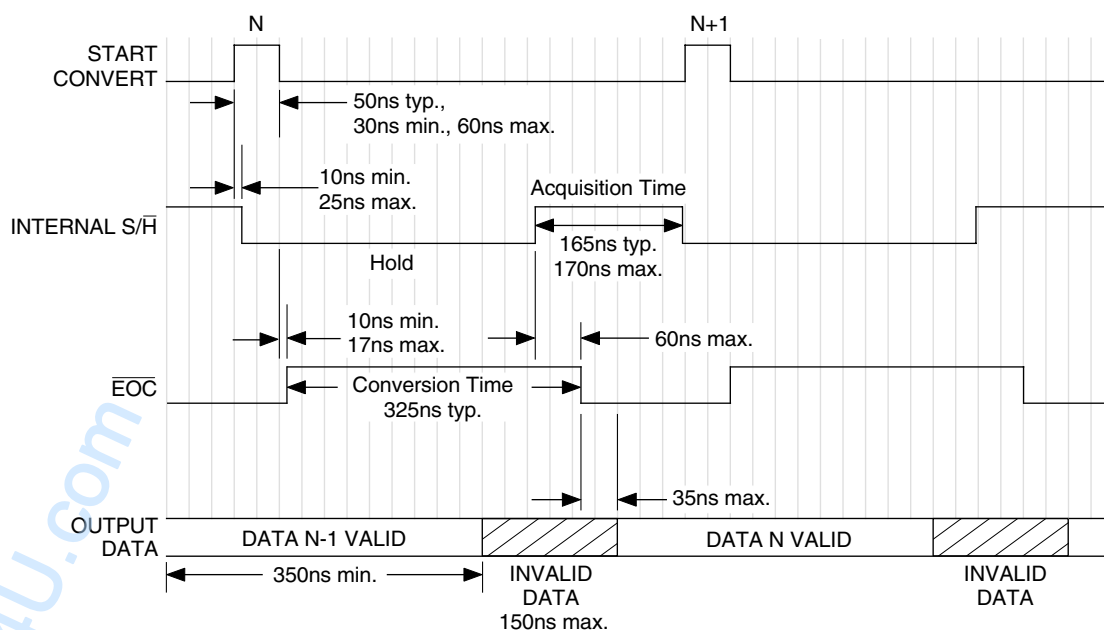 N
N+1
START
CONVERT
50ns typ.,
30ns min., 60ns max.
10ns min.
25ns max.
Acquisition Time
INTERNAL S/H̅
165ns typ.
170ns max.
Hold
10ns min.
17ns max.
60ns max.
E̅O̅C̅
Conversion Time
325ns typ.
35ns max.
OUTPUT
DATA
DATA N-1 VALID
DATA N VALID
350ns min.
INVALID
DATA
150ns max.
INVALID
DATA
4U.com